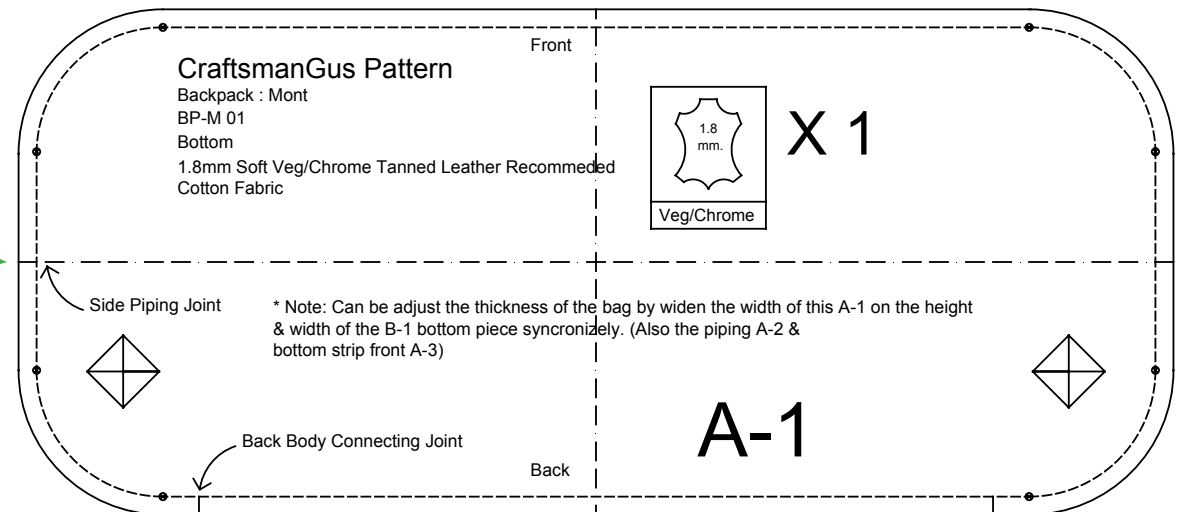 Front
CraftsmanGus Pattern
Backpack : Mont
BP-M 01
Bottom
1.8mm Soft Veg/Chrome Tanned Leather Recommeded
Cotton Fabric
1.8
mm.
X 1
Veg/Chrome
Side Piping Joint
* Note: Can be adjust the thickness of the bag by widen the width of this A-1 on the height
& width of the B-1 bottom piece syncronizely. (Also the piping A-2 &
bottom strip front A-3)
A-1
Back Body Connecting Joint
Back